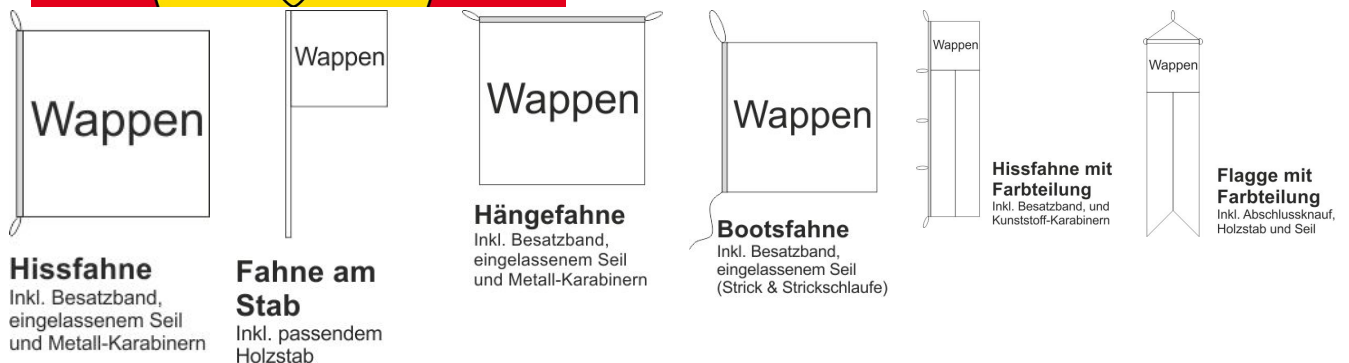 Wappen
Hissfahne
Inkl. Besatzband,
eingelassenem Seil
und Metall-Karabinern
Wappen
Fahne am
Stab
Inkl. passendem
Holzstab
Wappen
Hängefahne
Inkl. Besatzband,
eingelassenem Seil
und Metall-Karabinern
Wappen
Bootsfahne
Inkl. Besatzband,
eingelassenem Seil
(Strick & Strickschlaufe)
Wappen
Hissfahne mit
Farbteilung
Inkl. Besatzband, und
Kunststoff-Karabinern
Wappen
Flagge mit
Farbteilung
Inkl. Abschlussknauf,
Holzstab und Seil